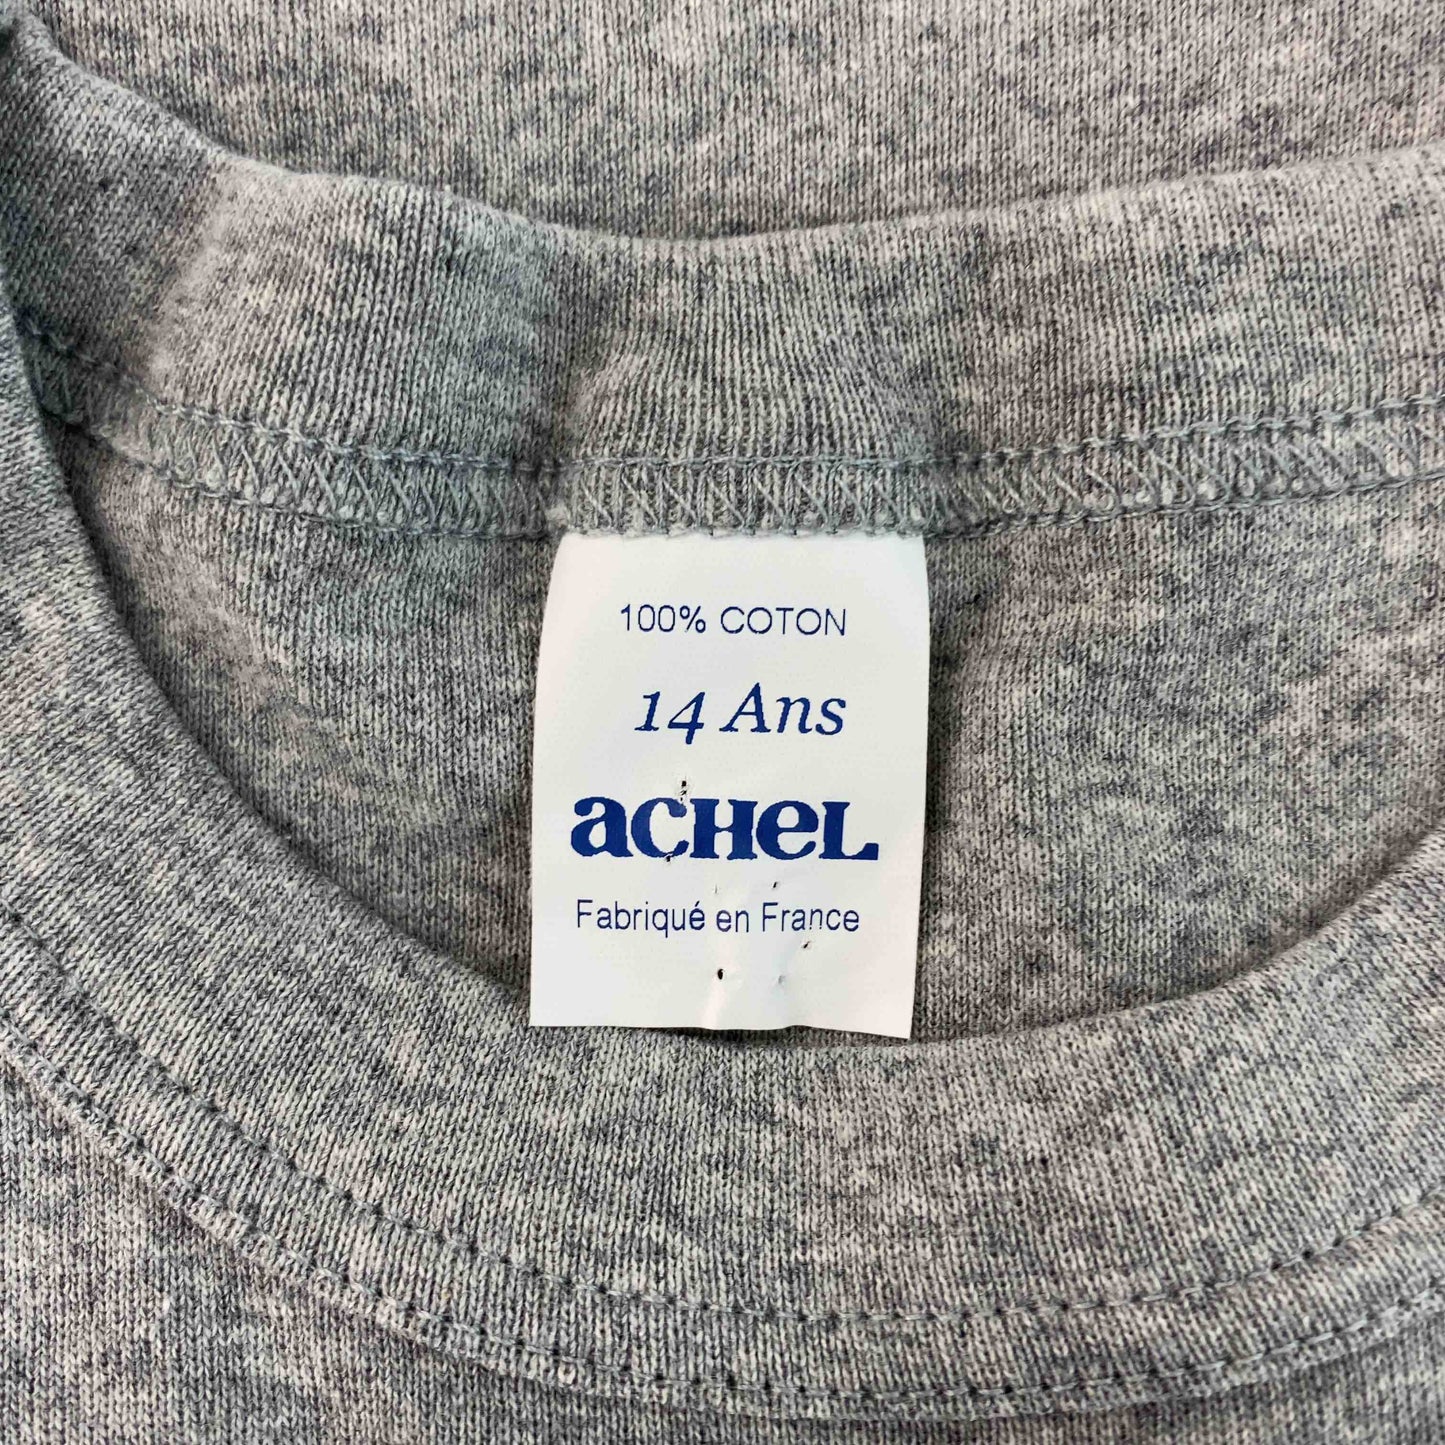 100% COTON
14 Ans
ACHEL
Fabriqué en France